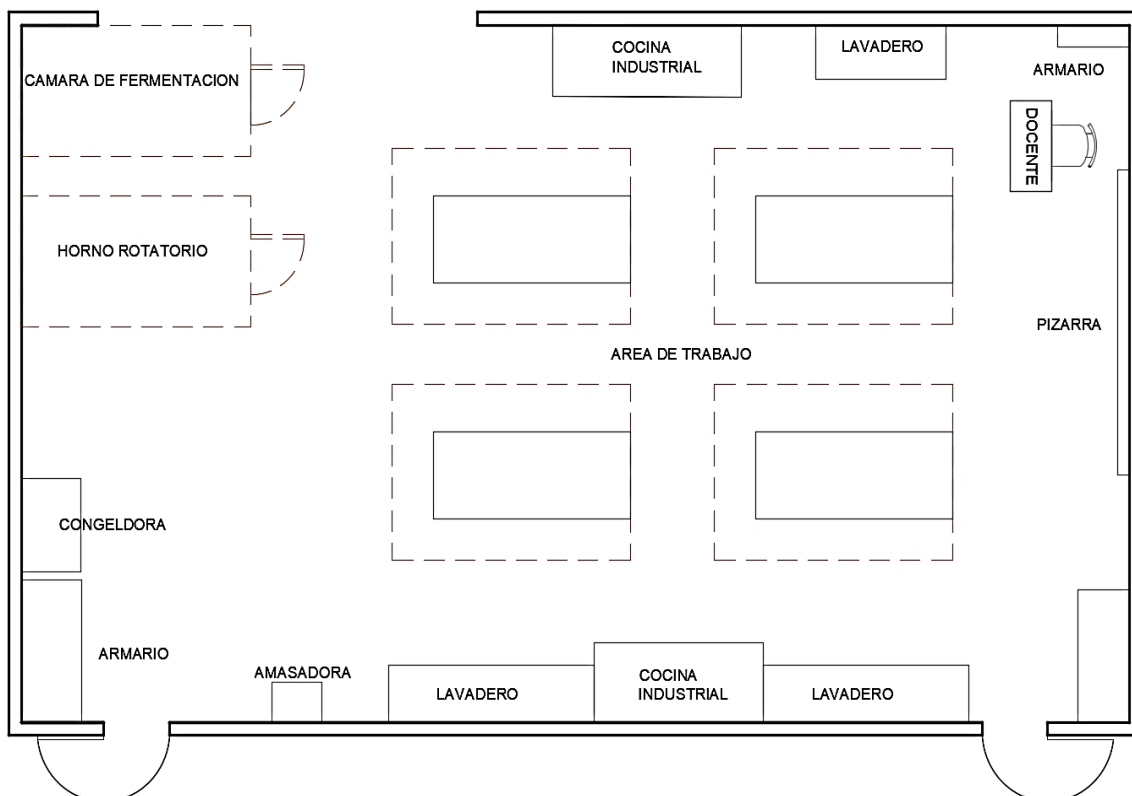 COCINA
INDUSTRIAL
LAVADERO
ARMARIO
CAMARA DE FERMENTACION
DOCENTE
HORNO ROTATORIO
PIZARRA
AREA DE TRABAJO
CONGELDORA
ARMARIO
AMASADORA
LAVADERO
COCINA
INDUSTRIAL
LAVADERO